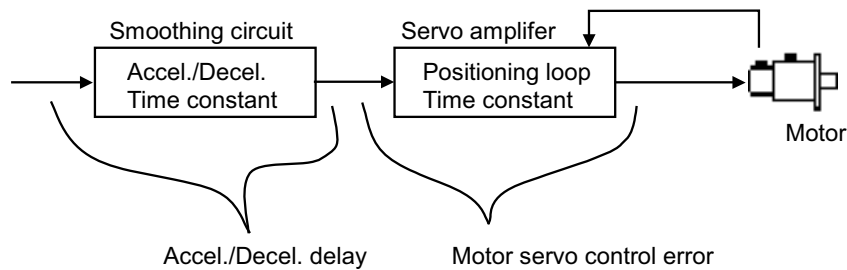 Smoothing circuit
Servo amplifer
Accel./Decel.
Time constant
Positioning loop
Time constant
Motor
Accel./Decel. delay
Motor servo control error